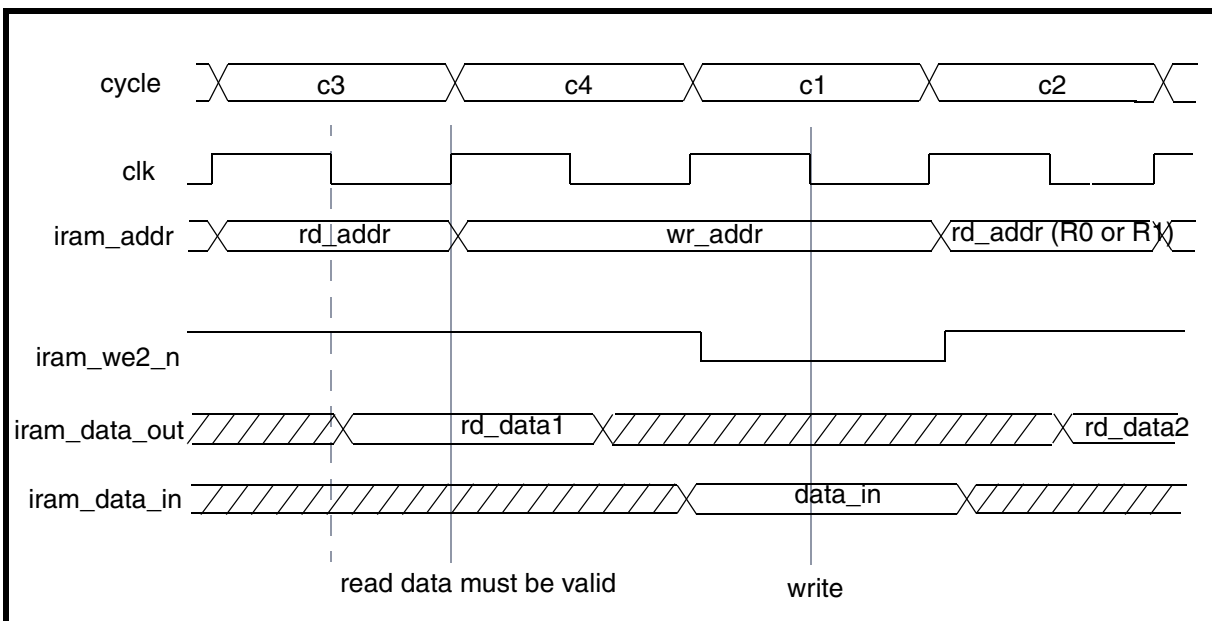 cycle c3 c4 c1 c2
clk
iram_addr rd_addr wr_addr rd_addr (R0 or R1)
iram_we2_n
iram_data_out rd_data1 rd_data2
iram_data_in data_in
read data must be valid write